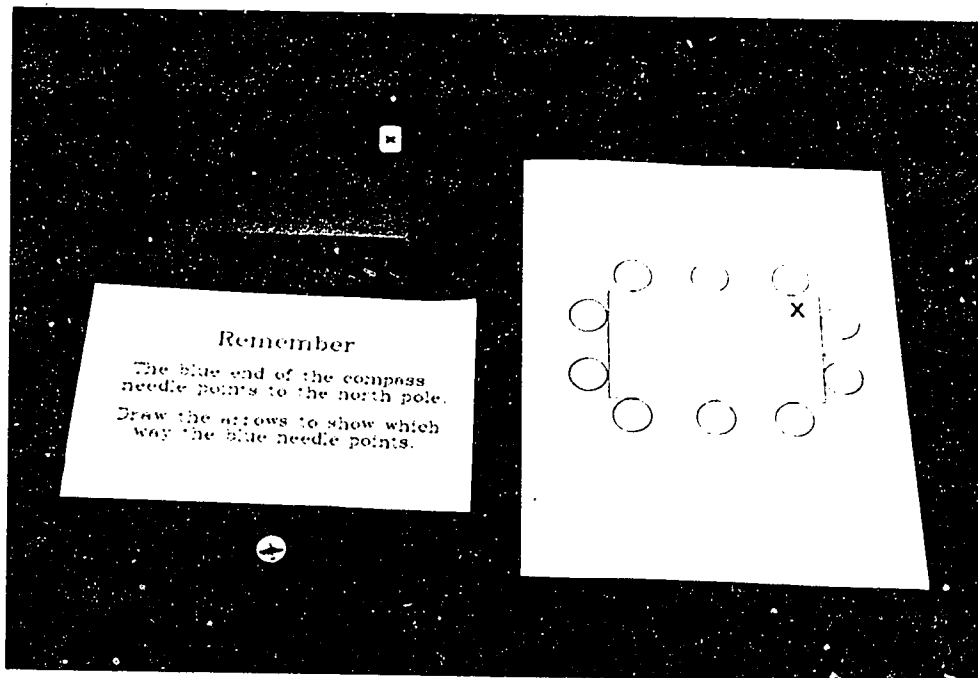 x
Remember
The blue end of the compass
needle points to the north pole.
Draw the arrows to show which
way the blue needle points.
X